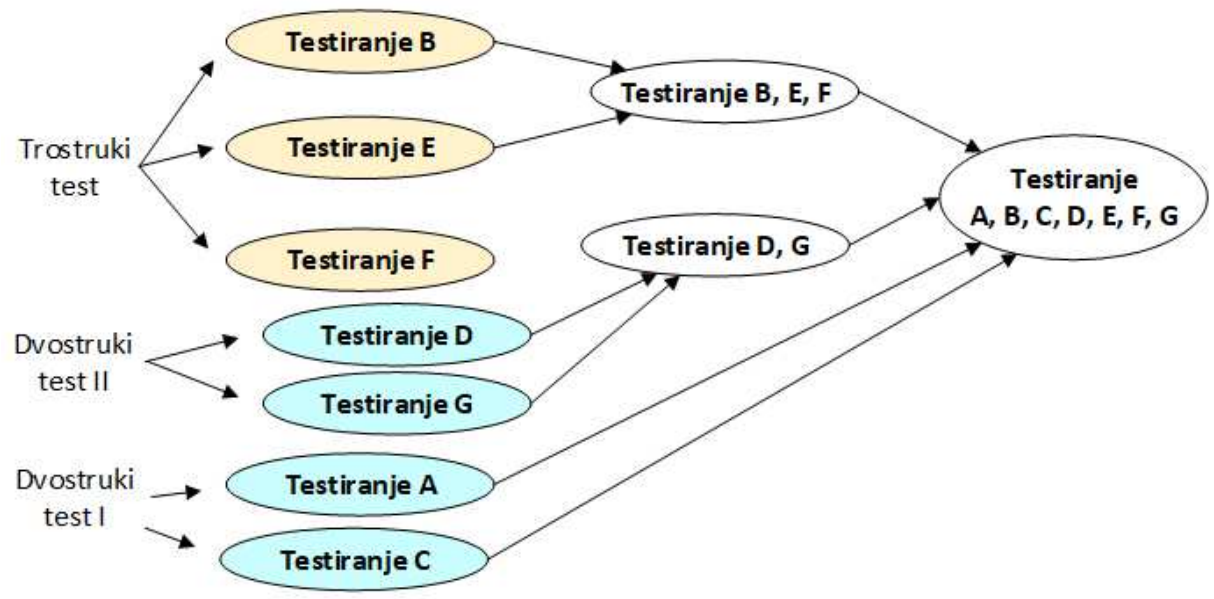 Trostruki
test
Testiranje B
Testiranje E
Testiranje F
Testiranje B, E, F
Dvostruki
test II
Testiranje D
Testiranje G
Testiranje D, G
Dvostruki
test I
Testiranje A
Testiranje C
Testiranje
A, B, C, D, E, F, G